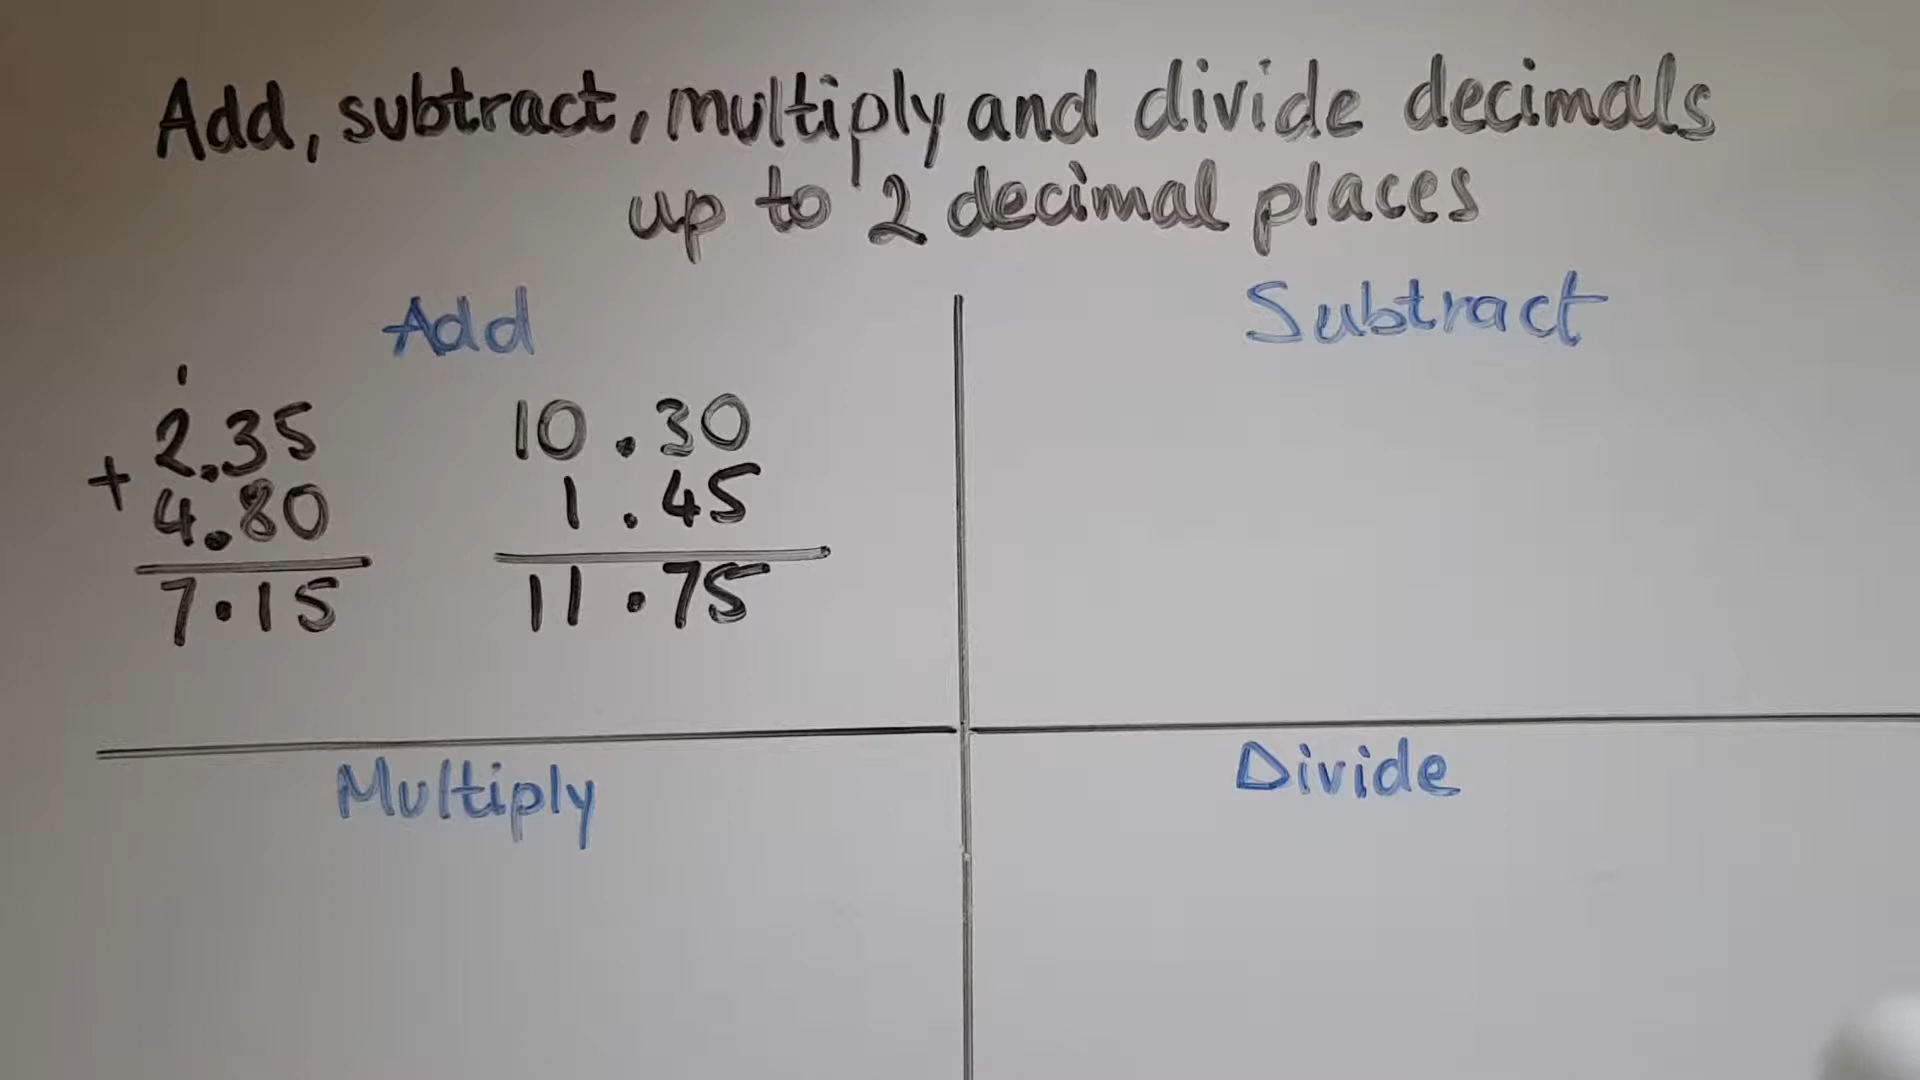 Add, subtract, multiply and divide decimals
up to 2 decimal places
Add
1
2.35
+ 4.80
7.15
10.30
1.45
11.75
Subtract
Multiply
Divide